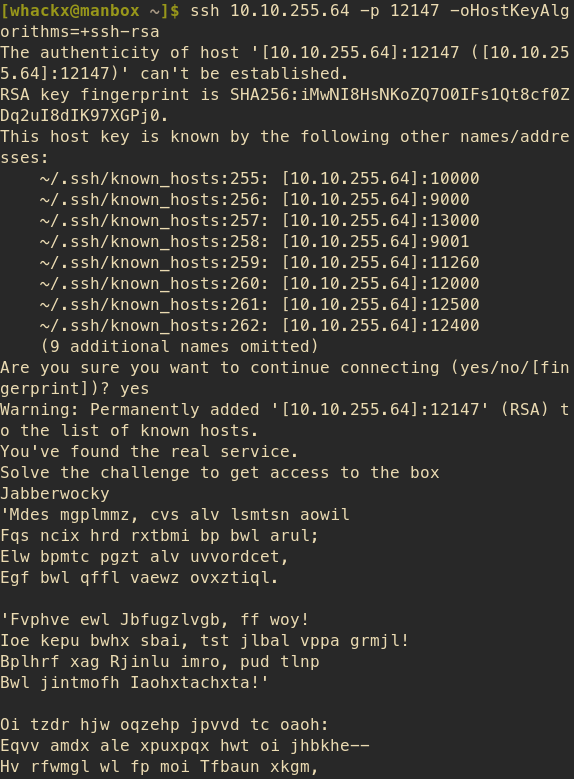 [whackx@manbox ~]$ ssh 10.10.255.64 -p 12147 -oHostKeyAlg
orithms=+ssh-rsa
The authenticity of host '[10.10.255.64]:12147 ([10.10.25
5.64]:12147)' can't be established.
RSA key fingerprint is SHA256:iMwNI8HsNKoZQ7O0IFs1Qt8cf0Z
Dq2uI8dIK97XGPj0.
This host key is known by the following other names/addre
sses:
    ~/.ssh/known_hosts:255: [10.10.255.64]:10000
    ~/.ssh/known_hosts:256: [10.10.255.64]:9000
    ~/.ssh/known_hosts:257: [10.10.255.64]:13000
    ~/.ssh/known_hosts:258: [10.10.255.64]:9001
    ~/.ssh/known_hosts:259: [10.10.255.64]:11260
    ~/.ssh/known_hosts:260: [10.10.255.64]:12000
    ~/.ssh/known_hosts:261: [10.10.255.64]:12500
    ~/.ssh/known_hosts:262: [10.10.255.64]:12400
    (9 additional names omitted)
Are you sure you want to continue connecting (yes/no/[fin
gerprint])? yes
Warning: Permanently added '[10.10.255.64]:12147' (RSA) t
o the list of known hosts.
You've found the real service.
Solve the challenge to get access to the box
Jabberwocky
'Mdes mgplmmz, cvs alv lsmtsn aowil
Fqs ncix hrd rxtbmi bp bwl arul;
Elw bpmtc pgzt alv uvvordcet,
Egf bwl qffl vaewz ovxztiql.

'Fvphve ewl Jbfugzlvgb, ff woy!
Ioe kepu bwhx sbai, tst jlbal vppa grmjl!
Bplhrf xag Rjinlu imro, pud tlnp
Bwl jintmofh Iaohxtachxta!'

Oi tzdr hjw oqzehp jpvvd tc oaoh:
Eqvv amdx ale xpuxpqx hwt oi jhbkhe--
Hv rfwmgl wl fp moi Tfbaun xkgm,